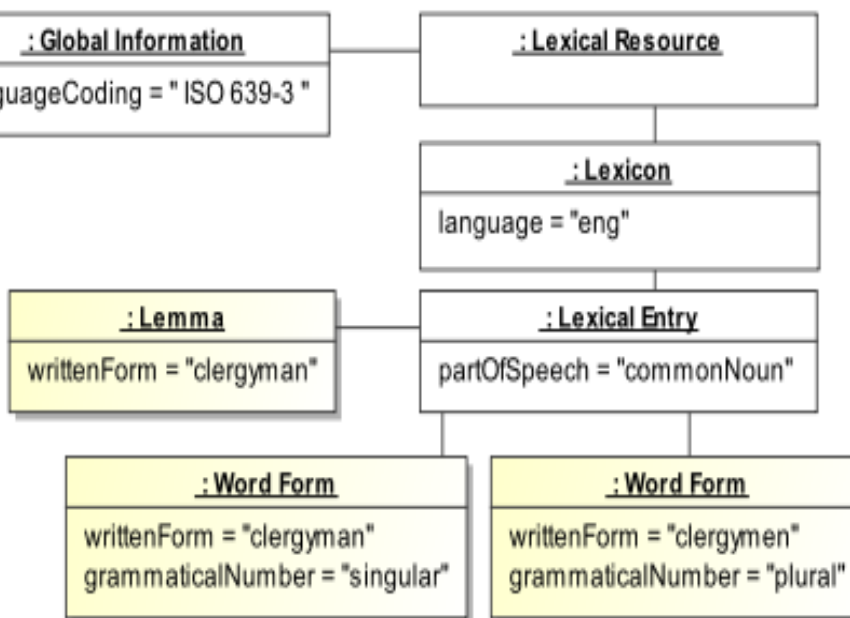 : Global Information
guageCoding = " ISO 639-3 "
: Lexical Resource
: Lexicon
language = "eng"
: Lemma
writtenForm = "clergyman"
: Lexical Entry
partOfSpeech = "commonNoun"
: Word Form
writtenForm = "clergyman"
grammaticalNumber = "singular"
: Word Form
writtenForm = "clergymen"
grammaticalNumber = "plural"